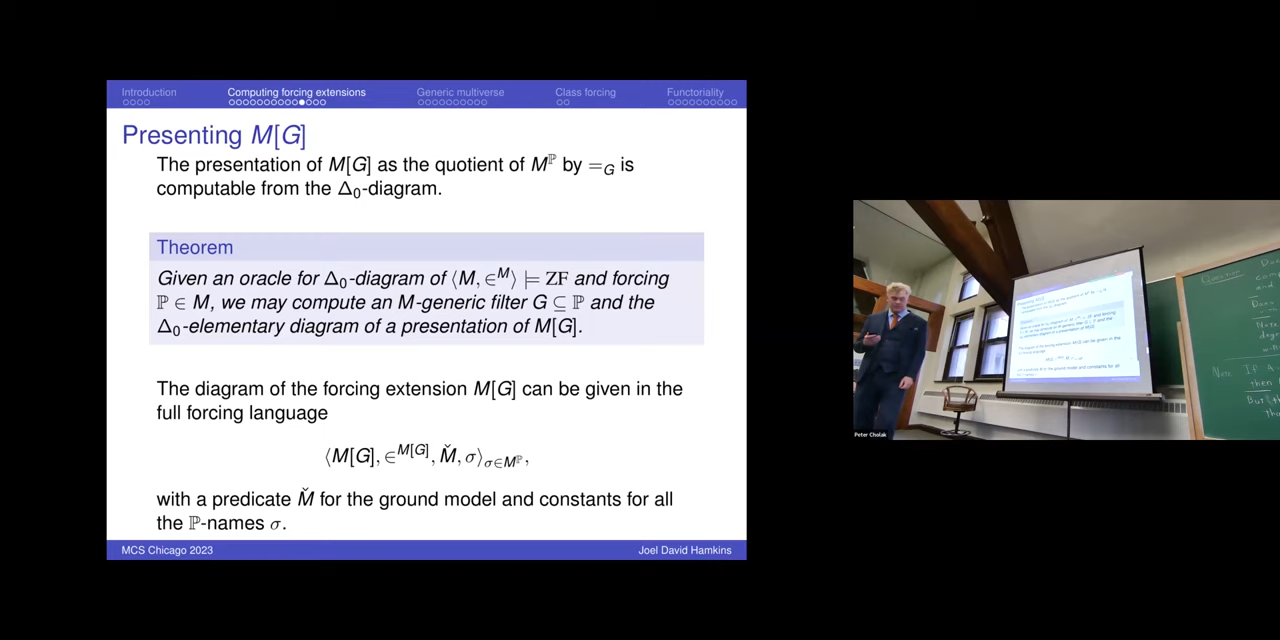 Introduction Computing forcing extensions Generic multiverse Class forcing Functoriality
Presenting M[G]
The presentation of M[G] as the quotient of M^ℙ by =_G is
computable from the Δ₀-diagram.
Theorem
Given an oracle for Δ₀-diagram of ⟨M, ∈^M⟩ ⊨ ZF and forcing
ℙ ∈ M, we may compute an M-generic filter G ⊆ ℙ and the
Δ₀-elementary diagram of a presentation of M[G].
The diagram of the forcing extension M[G] can be given in the
full forcing language
⟨M[G], ∈^{M[G]}, M̌, σ⟩_{σ∈M^ℙ},
with a predicate M̌ for the ground model and constants for all
the ℙ-names σ.
MCS Chicago 2023 Joel David Hamkins
Peter Cholak
Question
Note If A
then